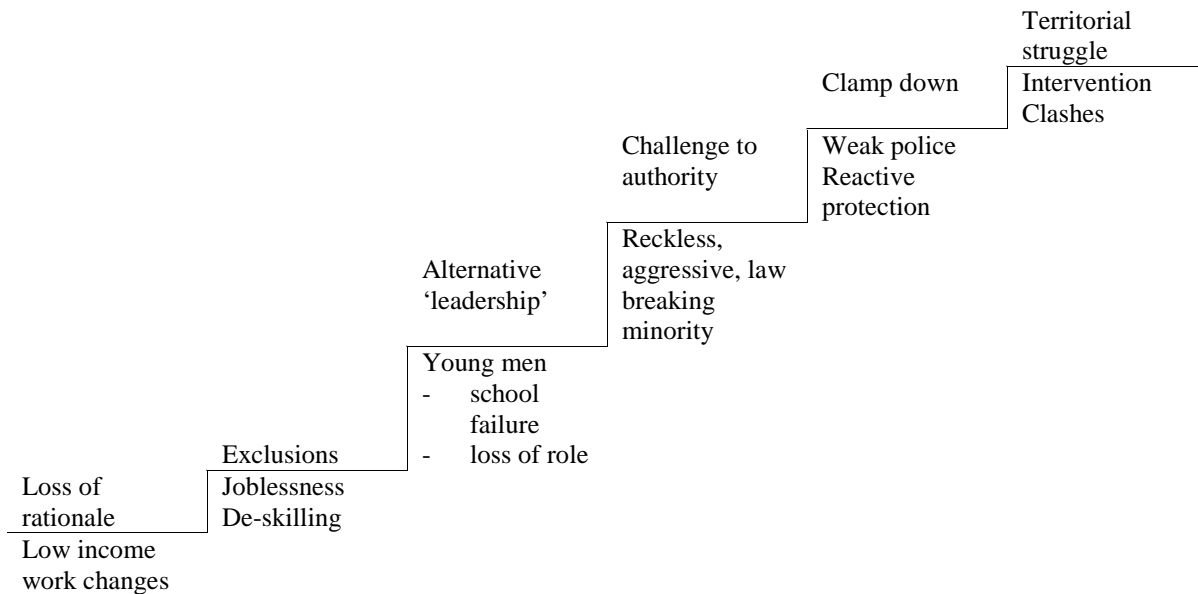 Territorial
struggle
Clamp down
Intervention
Clashes
Challenge to
authority
Weak police
Reactive
protection
Alternative
‘leadership’
Reckless,
aggressive, law
breaking
minority
Exclusions
Young men
- school
failure
- loss of role
Loss of
rationale
Joblessness
De-skilling
Low income
work changes